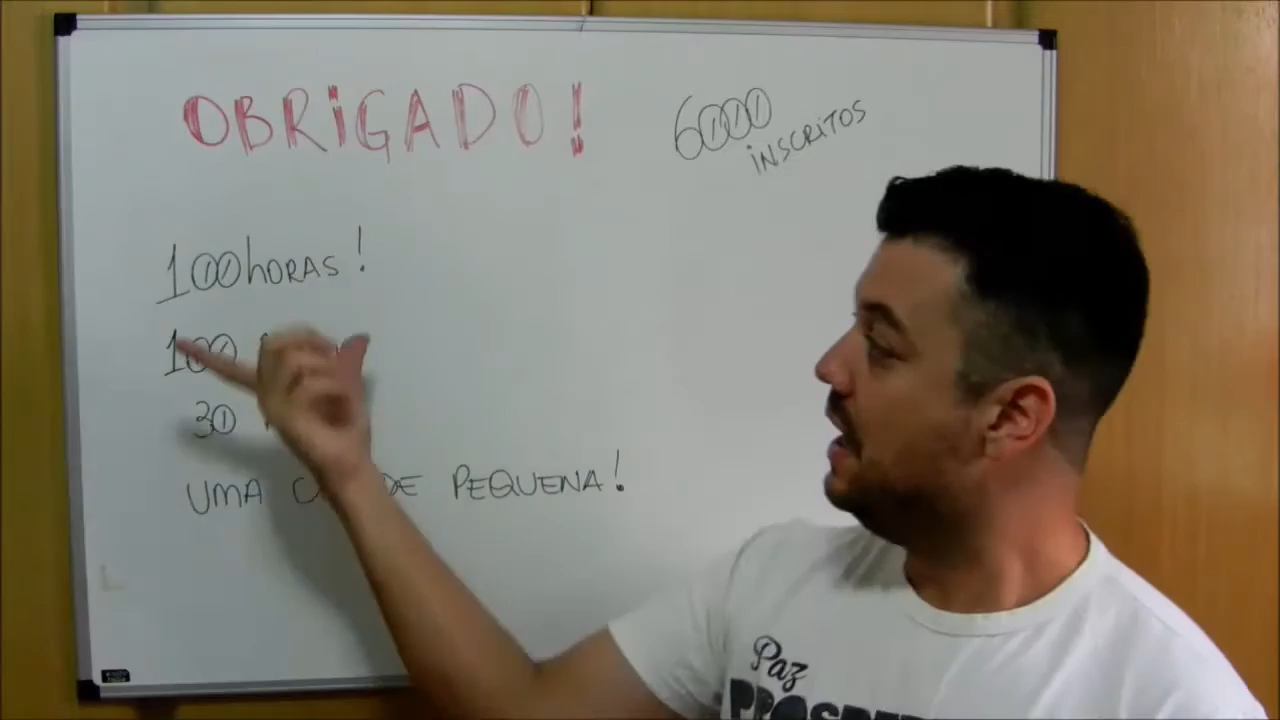 OBRIGADO!
6000
INSCRITOS
100 hORAS!
100
30
UMA DE PEQUENA!
Paz